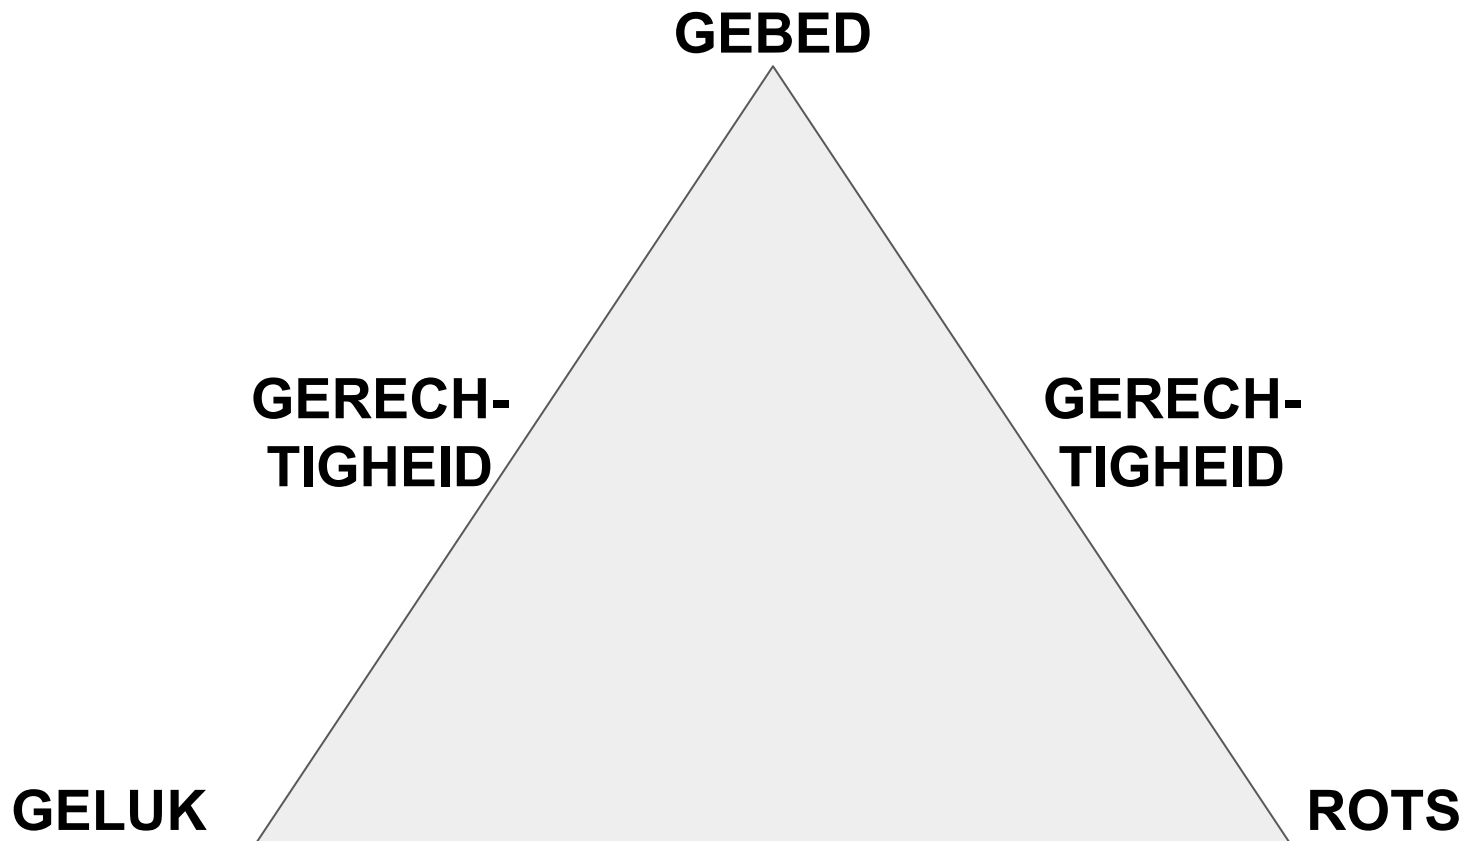 GEBED
GERECH-
TIGHEID
GERECH-
TIGHEID
GELUK
ROTS